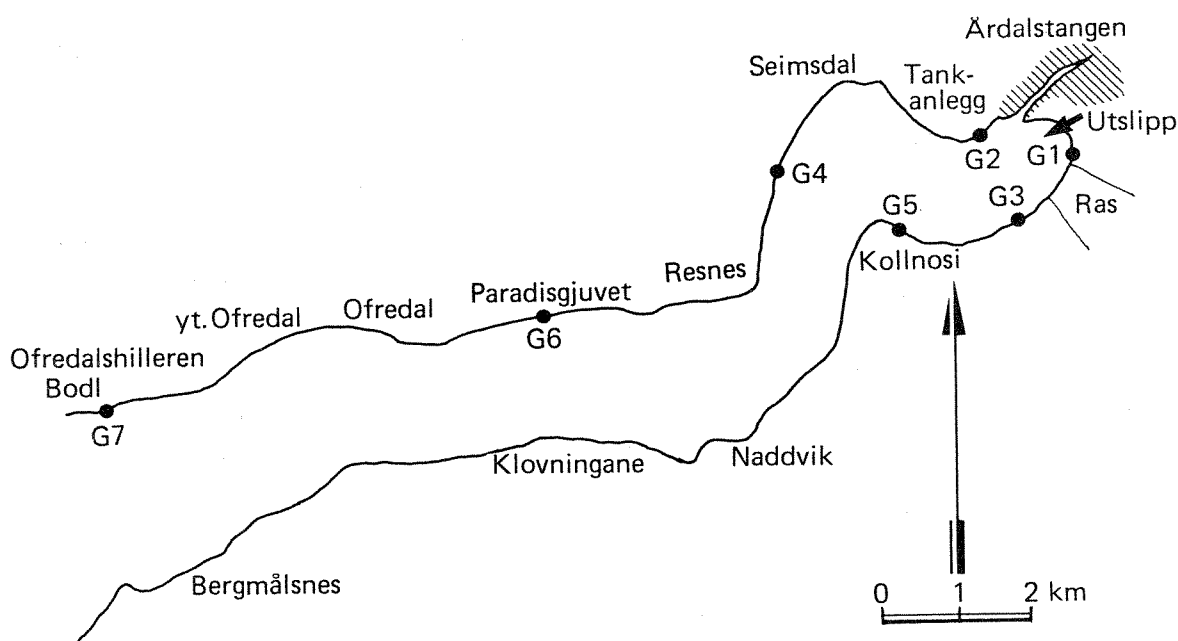 Ärdalstangen
Seimsdal
Tank-
anlegg
Utslipp
G2
G1
G4
G5
G3
Ras
Kollnosi
Resnes
Paradisgjuvet
G6
Ofredal
yt. Ofredal
Ofredalshilleren
Bodl
G7
Klovningane
Naddvik
Bergmålsnes
0 1 2 km